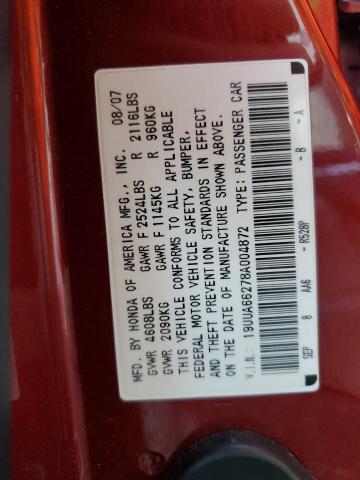 MFD. BY HONDA OF AMERICA MFG., INC. 08/07
GVWR 4608LBS GAWR F 2524LBS R 2116LBS
GVWR 2090KG GAWR F 1145KG R 960KG
THIS VEHICLE CONFORMS TO ALL APPLICABLE
FEDERAL MOTOR VEHICLE SAFETY, BUMPER,
AND THEFT PREVENTION STANDARDS IN EFFECT
ON THE DATE OF MANUFACTURE SHOWN ABOVE.
V.I.N.: 19UUA66278A004872 TYPE: PASSENGER CAR
SEP 8 AA6 - R528P - B - A